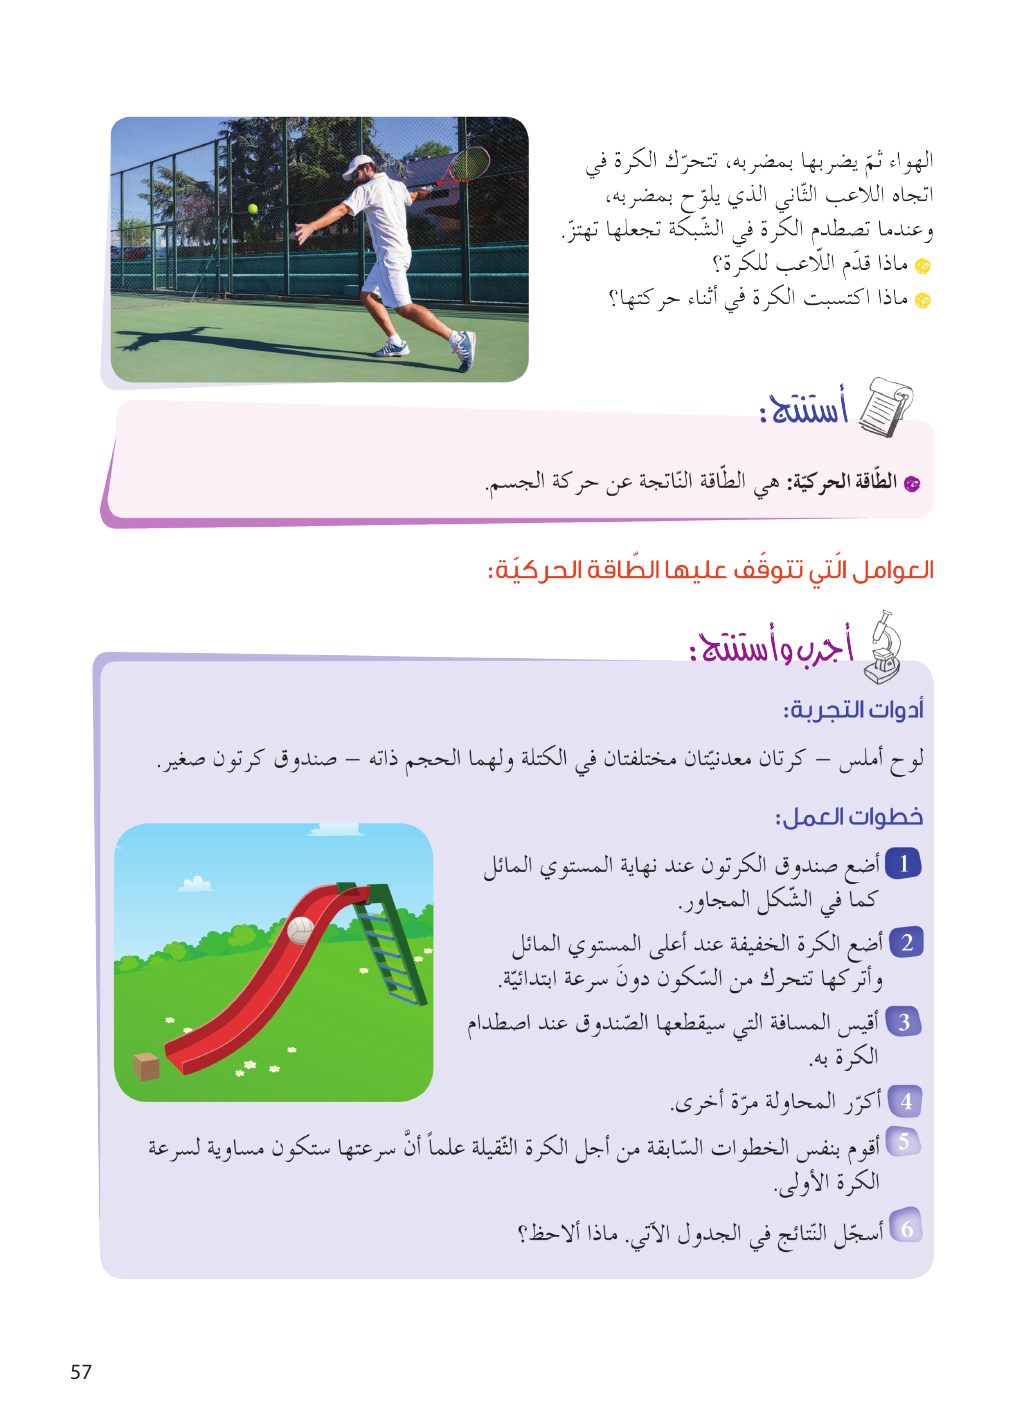 الهواء ثمّ يضربها بمضربه، تتحرّك الكرة في
اتجاه اللاعب الثّاني الذي يلوّح بمضربه،
وعندما تصطدم الكرة في الشّبكة تجعلها تهتزّ.
ماذا قدّم اللّاعب للكرة؟
ماذا اكتسبت الكرة في أثناء حركتها؟
أستنتج:
الطّاقة الحركيّة: هي الطّاقة النّاتجة عن حركة الجسم.
العوامل الّتي تتوقّف عليها الطّاقة الحركيّة:
أجرب وأستنتج:
أدوات التجربة:
لوح أملس – كرتان معدنيّتان مختلفتان في الكتلة ولهما الحجم ذاته – صندوق كرتون صغير.
خطوات العمل:
1 أضع صندوق الكرتون عند نهاية المستوي المائل
كما في الشّكل المجاور.
2 أضع الكرة الخفيفة عند أعلى المستوي المائل
وأتركها تتحرك من السّكون دونَ سرعة ابتدائيّة.
3 أقيس المسافة التي سيقطعها الصّندوق عند اصطدام
الكرة به.
4 أكرّر المحاولة مرّة أخرى.
5 أقوم بنفس الخطوات السّابقة من أجل الكرة الثّقيلة علماً أنَّ سرعتها ستكون مساوية لسرعة
الكرة الأولى.
6 أسجّل النّتائج في الجدول الآتي. ماذا ألاحظ؟
57